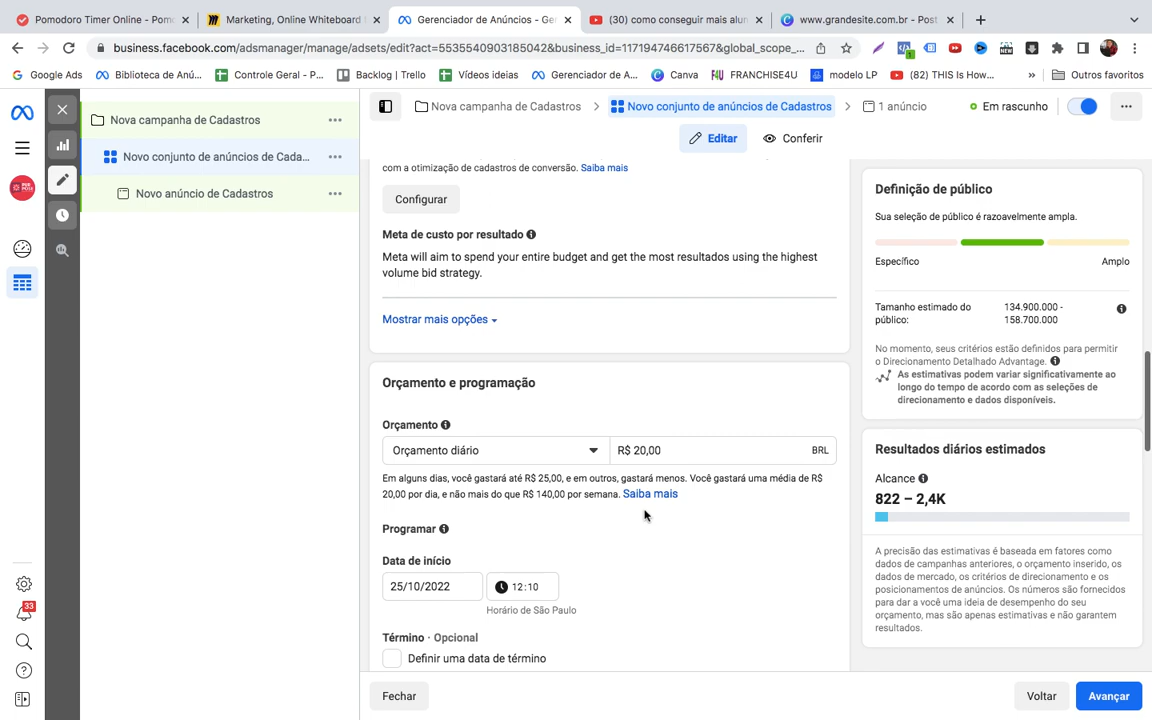 Pomodoro Timer Online - Pomo
Marketing, Online Whiteboard
Gerenciador de Anúncios - Ge
(30) como conseguir mais alun
www.grandesite.com.br - Post
business.facebook.com/adsmanager/manage/adsets/edit?act=5535540903185042&business_id=117194746617567&global_scope_...
Google Ads
Biblioteca de Anú...
Controle Geral - P...
Backlog | Trello
Vídeos ideias
Gerenciador de A...
Canva
FRANCHISE4U
modelo LP
(82) THIS Is How...
»
Outros favoritos
Nova campanha de Cadastros
Novo conjunto de anúncios de Cada...
Novo anúncio de Cadastros
33
Nova campanha de Cadastros
Novo conjunto de anúncios de Cadastros
1 anúncio
Em rascunho
Editar
Conferir
com a otimização de cadastros de conversão. Saiba mais
Configurar
Meta de custo por resultado
Meta will aim to spend your entire budget and get the most resultados using the highest
volume bid strategy.
Mostrar mais opções
Orçamento e programação
Orçamento
Orçamento diário
R$ 20,00
BRL
Em alguns dias, você gastará até R$ 25,00, e em outros, gastará menos. Você gastará uma média de R$
20,00 por dia, e não mais do que R$ 140,00 por semana. Saiba mais
Programar
Data de início
25/10/2022
12:10
Horário de São Paulo
Término · Opcional
Definir uma data de término
Fechar
Voltar
Avançar
Definição de público
Sua seleção de público é razoavelmente ampla.
Específico
Amplo
Tamanho estimado do
público:
134.900.000 -
158.700.000
No momento, seus critérios estão definidos para permitir
o Direcionamento Detalhado Advantage.
As estimativas podem variar significativamente ao
longo do tempo de acordo com as seleções de
direcionamento e dados disponíveis.
Resultados diários estimados
Alcance
822 – 2,4K
A precisão das estimativas é baseada em fatores como
dados de campanhas anteriores, o orçamento inserido, os
dados de mercado, os critérios de direcionamento e os
posicionamentos de anúncios. Os números são fornecidos
para dar a você uma ideia de desempenho do seu
orçamento, mas são apenas estimativas e não garantem
resultados.